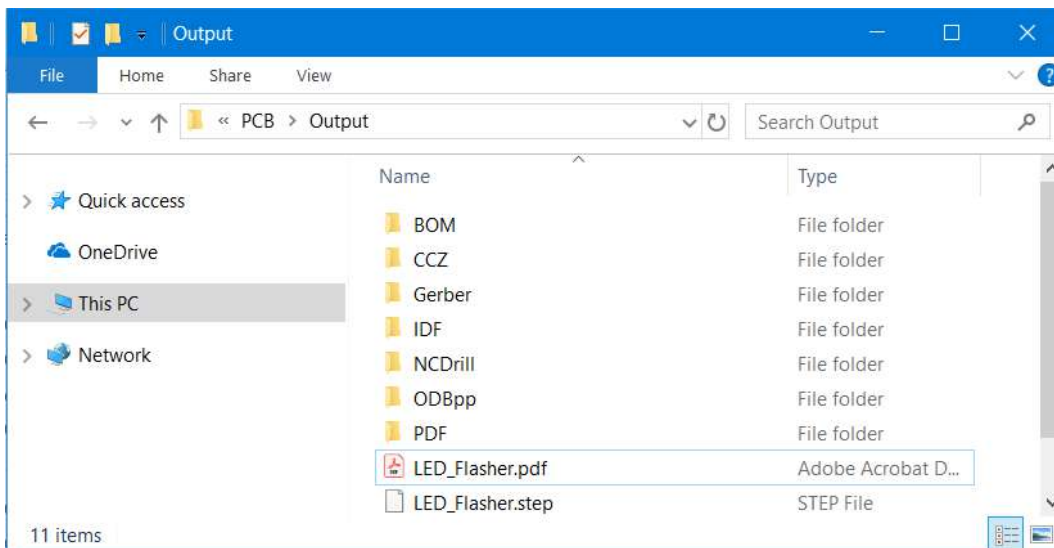 Output
File Home Share View
« PCB > Output Search Output
Name Type
Quick access
OneDrive
This PC
Network
BOM File folder
CCZ File folder
Gerber File folder
IDF File folder
NCDrill File folder
ODBpp File folder
PDF File folder
LED_Flasher.pdf Adobe Acrobat D...
LED_Flasher.step STEP File
11 items